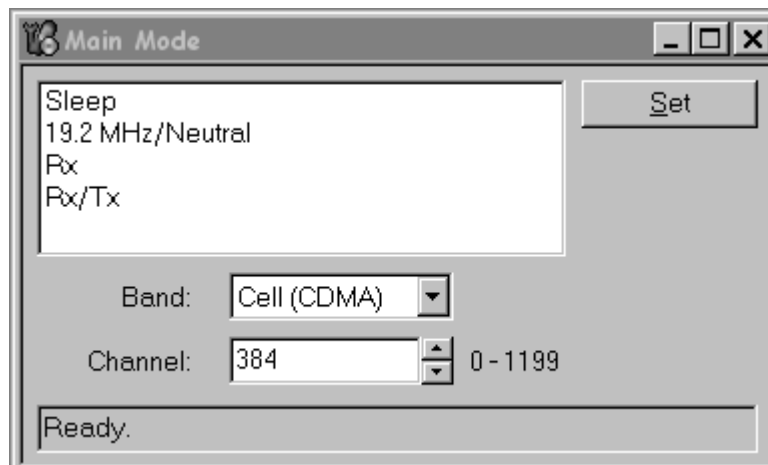 Main Mode
Sleep
Set
19.2 MHz/Neutral
Rx
Rx/Tx
Band: Cell (CDMA)
Channel: 384 0 - 1199
Ready.